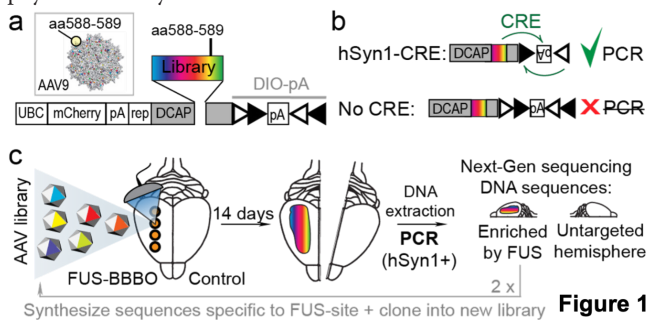 a
aa588-589
AAV9
aa588-589
Library
DIO-pA
UBC mCherry pA rep DCAP pA
b
CRE
hSyn1-CRE: DCAP pA PCR
No CRE: DCAP pA X PCR
c
AAV library
FUS-BBBO Control
14 days
DNA
extraction
PCR
(hSyn1+)
Next-Gen sequencing
DNA sequences:
Enriched Untargeted
by FUS hemisphere
2 x
Synthesize sequences specific to FUS-site + clone into new library
Figure 1